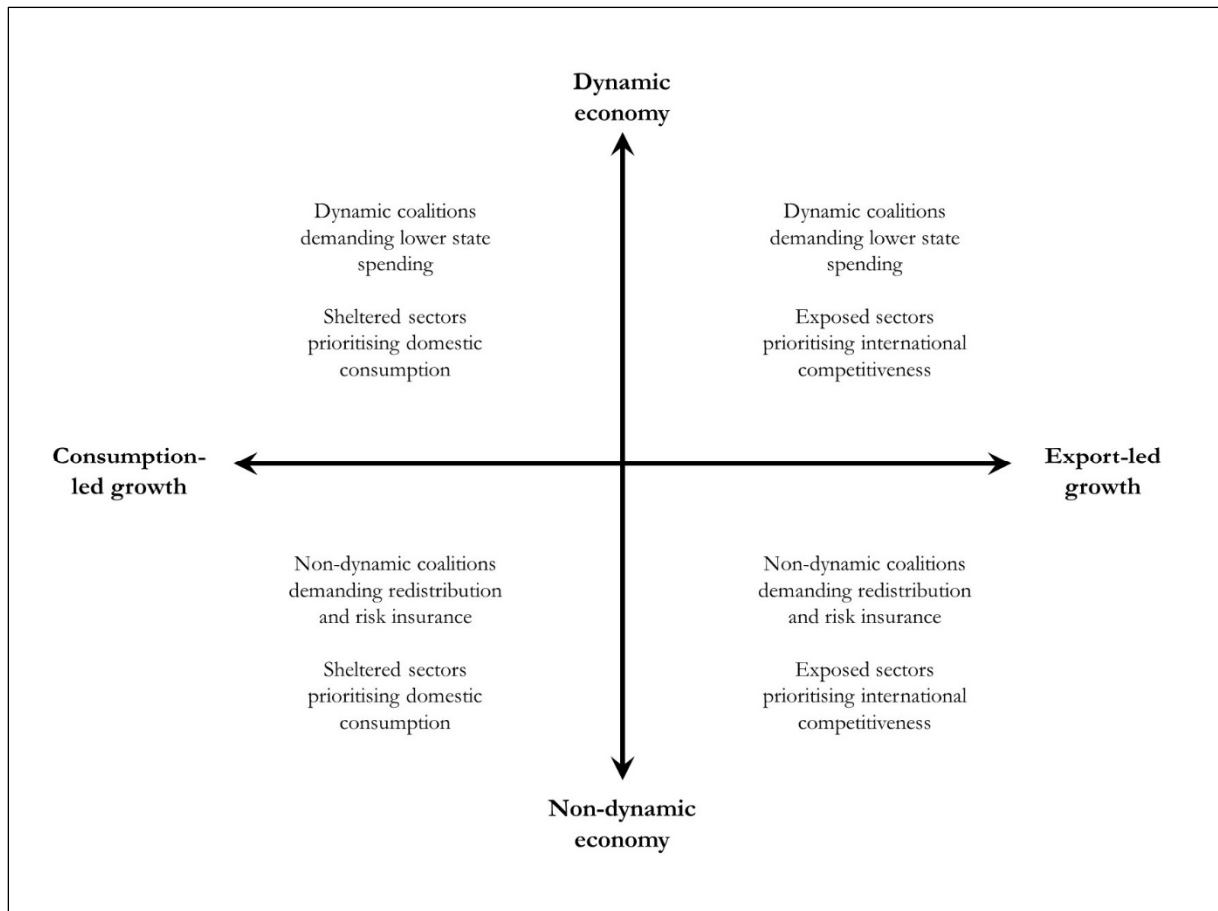 Dynamic
economy
Dynamic coalitions
demanding lower state
spending
Sheltered sectors
prioritising domestic
consumption
Dynamic coalitions
demanding lower state
spending
Exposed sectors
prioritising international
competitiveness
Consumption-
led growth
Export-led
growth
Non-dynamic coalitions
demanding redistribution
and risk insurance
Sheltered sectors
prioritising domestic
consumption
Non-dynamic coalitions
demanding redistribution
and risk insurance
Exposed sectors
prioritising international
competitiveness
Non-dynamic
economy